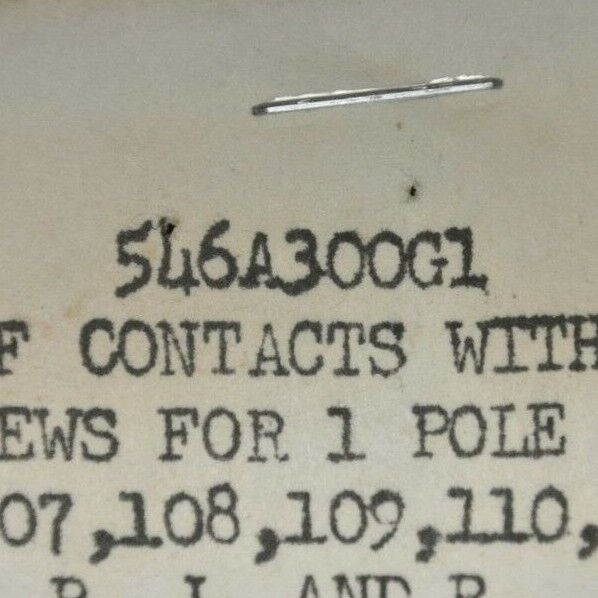 546A300G1
F CONTACTS WITH
EWS FOR 1 POLE
07,108,109,110,